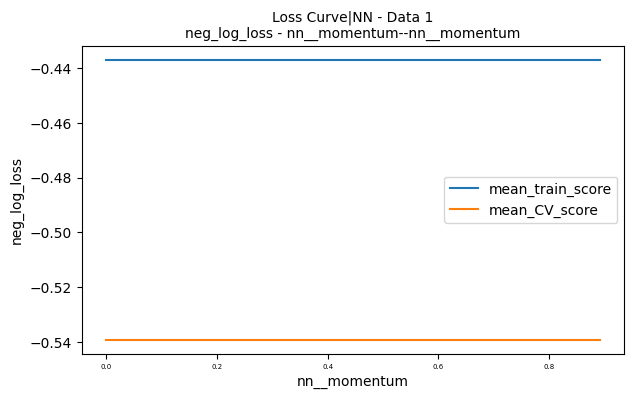 Loss Curve|NN - Data 1
neg_log_loss - nn__momentum--nn__momentum
neg_log_loss
−0.44
−0.46
−0.48
−0.50
−0.52
−0.54
mean_train_score
mean_CV_score
0.0 0.2 0.4 0.6 0.8
nn__momentum